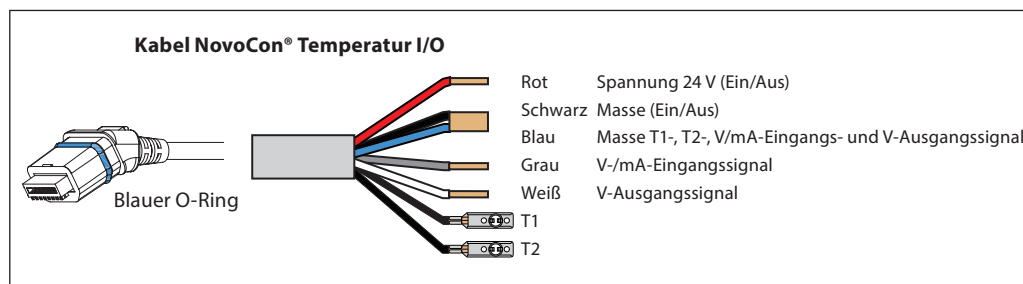 Kabel NovoCon® Temperatur I/O
Rot Spannung 24 V (Ein/Aus)
Schwarz Masse (Ein/Aus)
Blau Masse T1-, T2-, V/mA-Eingangs- und V-Ausgangssignal
Grau V-/mA-Eingangssignal
Weiß V-Ausgangssignal
Blauer O-Ring
T1
T2